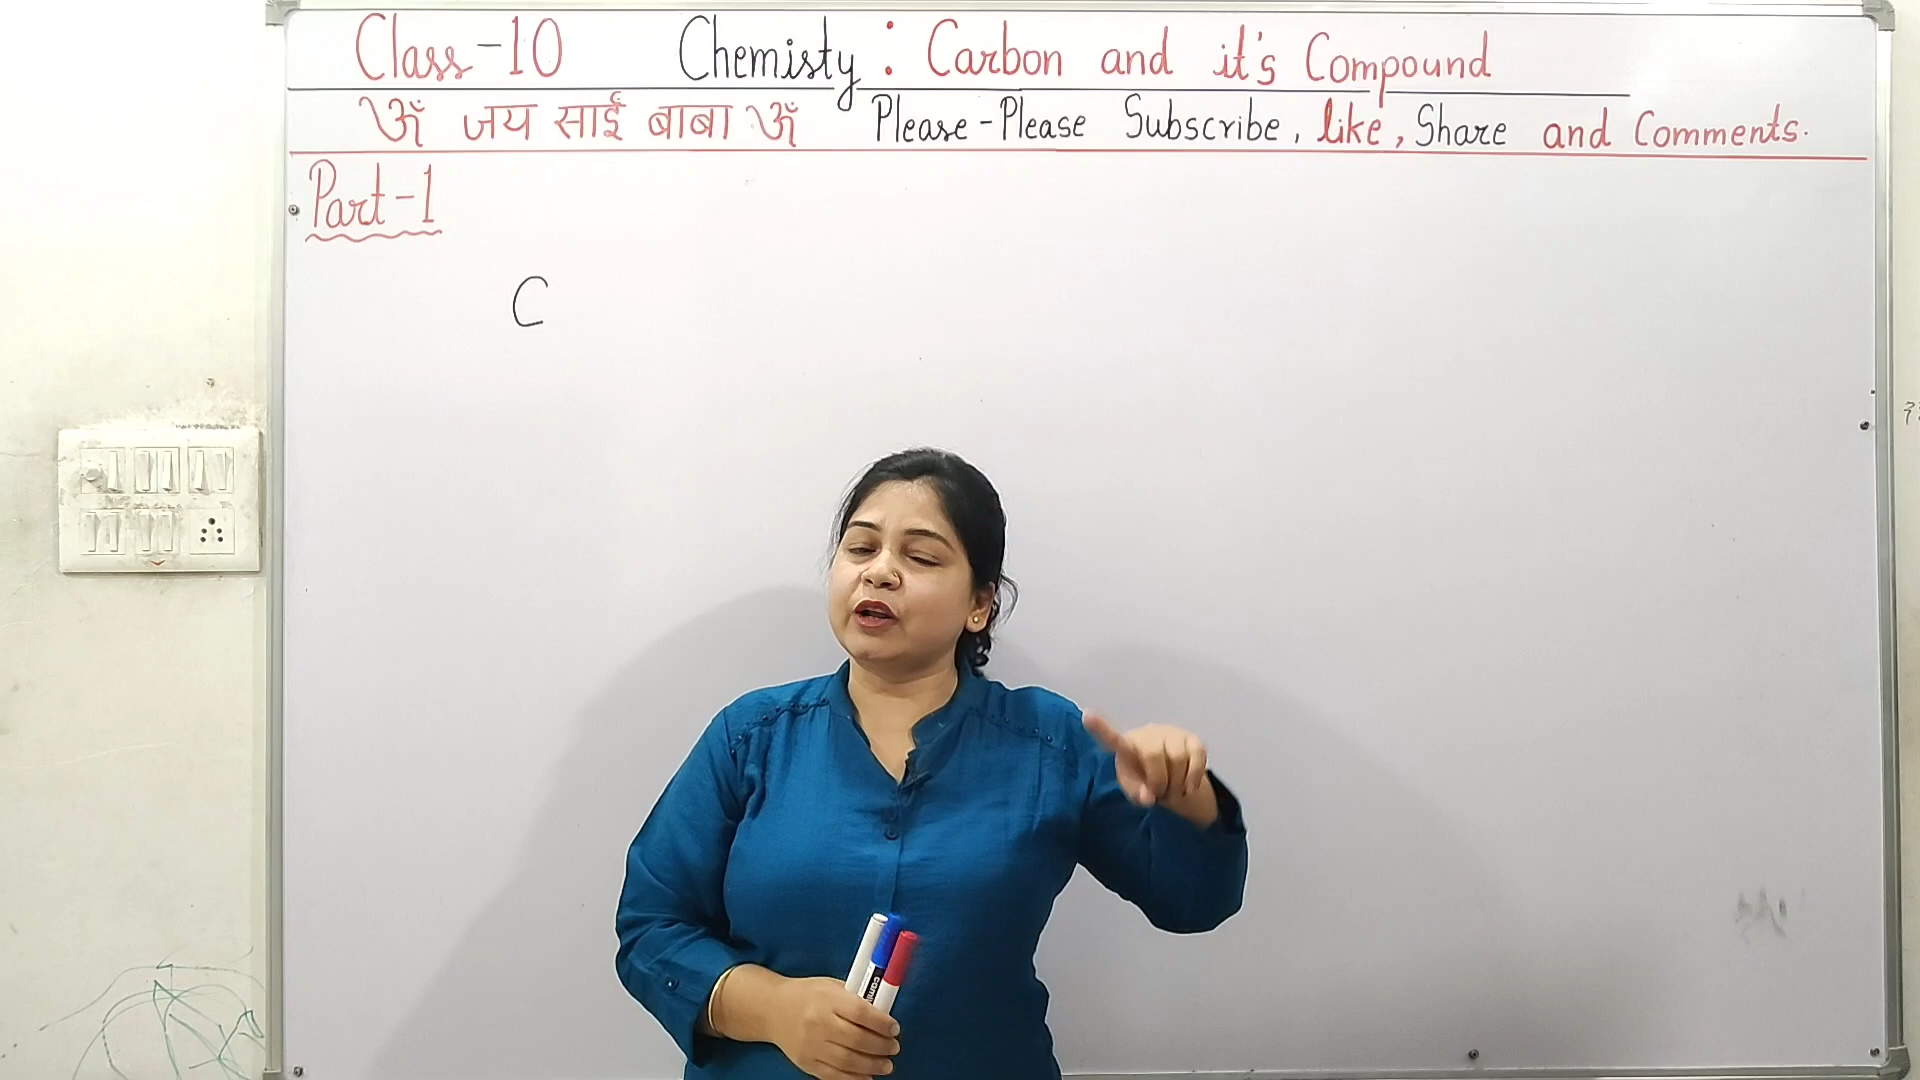 Class-10 Chemisty : Carbon and it's Compound
ॐ जय साईं बाबा ॐ Please-Please Subscribe, like, Share and Comments.
Part-1
C